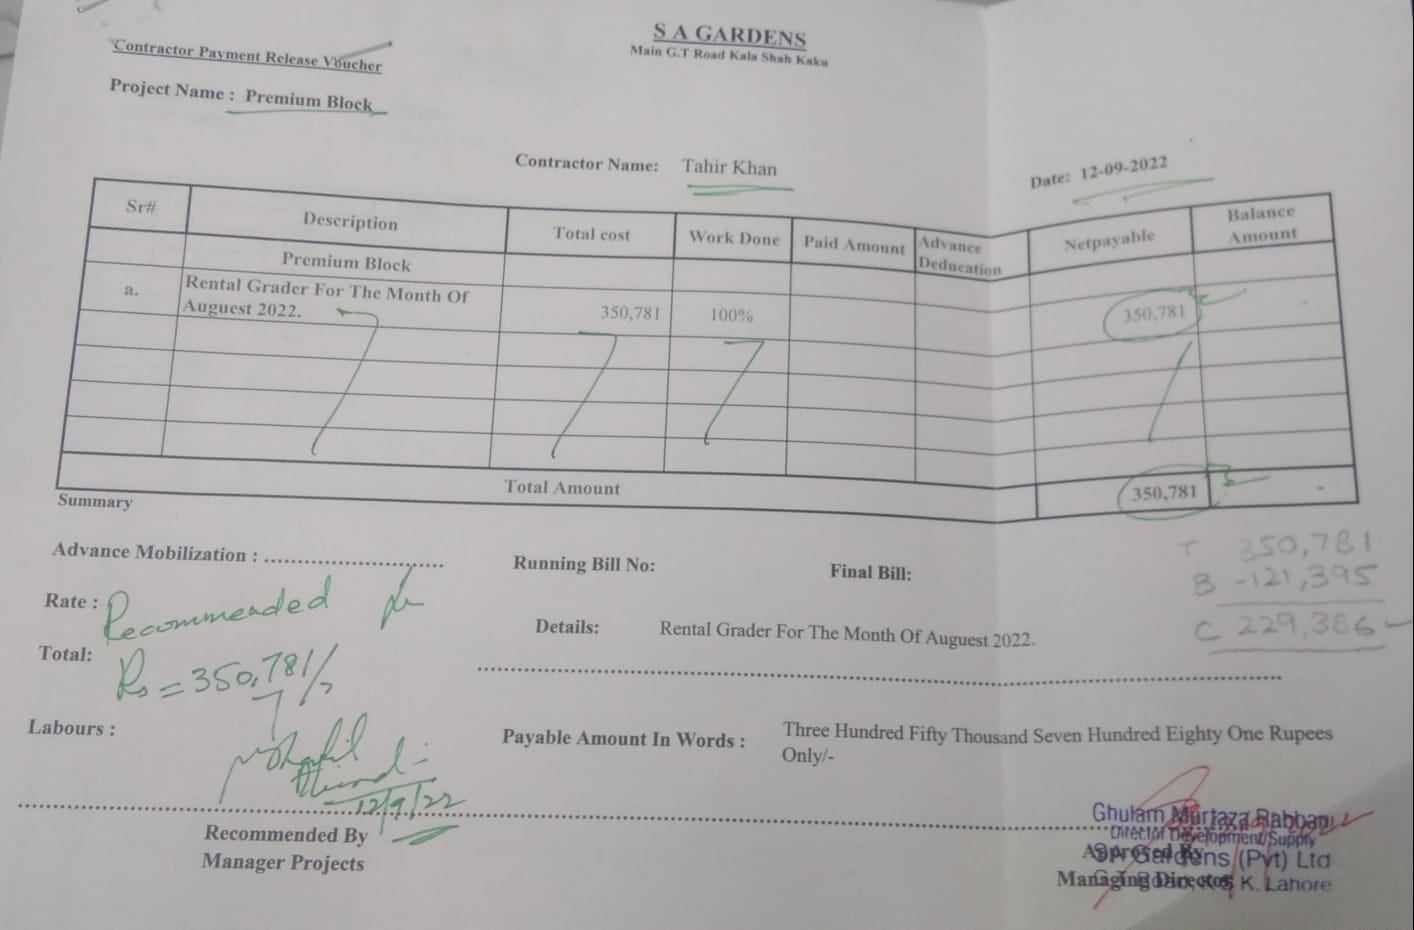 S A GARDENS
Main G.T Road Kala Shah Kaku
Contractor Payment Release Voucher
Project Name : Premium Block
Contractor Name: Tahir Khan
Date: 12-09-2022
Sr# Description Total cost Work Done Paid Amount Advance Deducation Netpayable Balance Amount
Premium Block
a. Rental Grader For The Month Of Auguest 2022. 350,781 100% 350,781 -
Total Amount 350,781 -
Summary
T 350,781
B -121,395
C 229,386
Advance Mobilization :
Running Bill No:
Final Bill:
Rate :
Recommended
Details: Rental Grader For The Month Of Auguest 2022.
Total:
Rs = 350,781/-
Labours :
Payable Amount In Words : Three Hundred Fifty Thousand Seven Hundred Eighty One Rupees
Only/-
12/9/22
Recommended By
Manager Projects
Ghulam Murtaza Rabbani
Director Development/Supply
SA Gardens (Pvt) Ltd
K. Lahore
Approved By
Managing Director